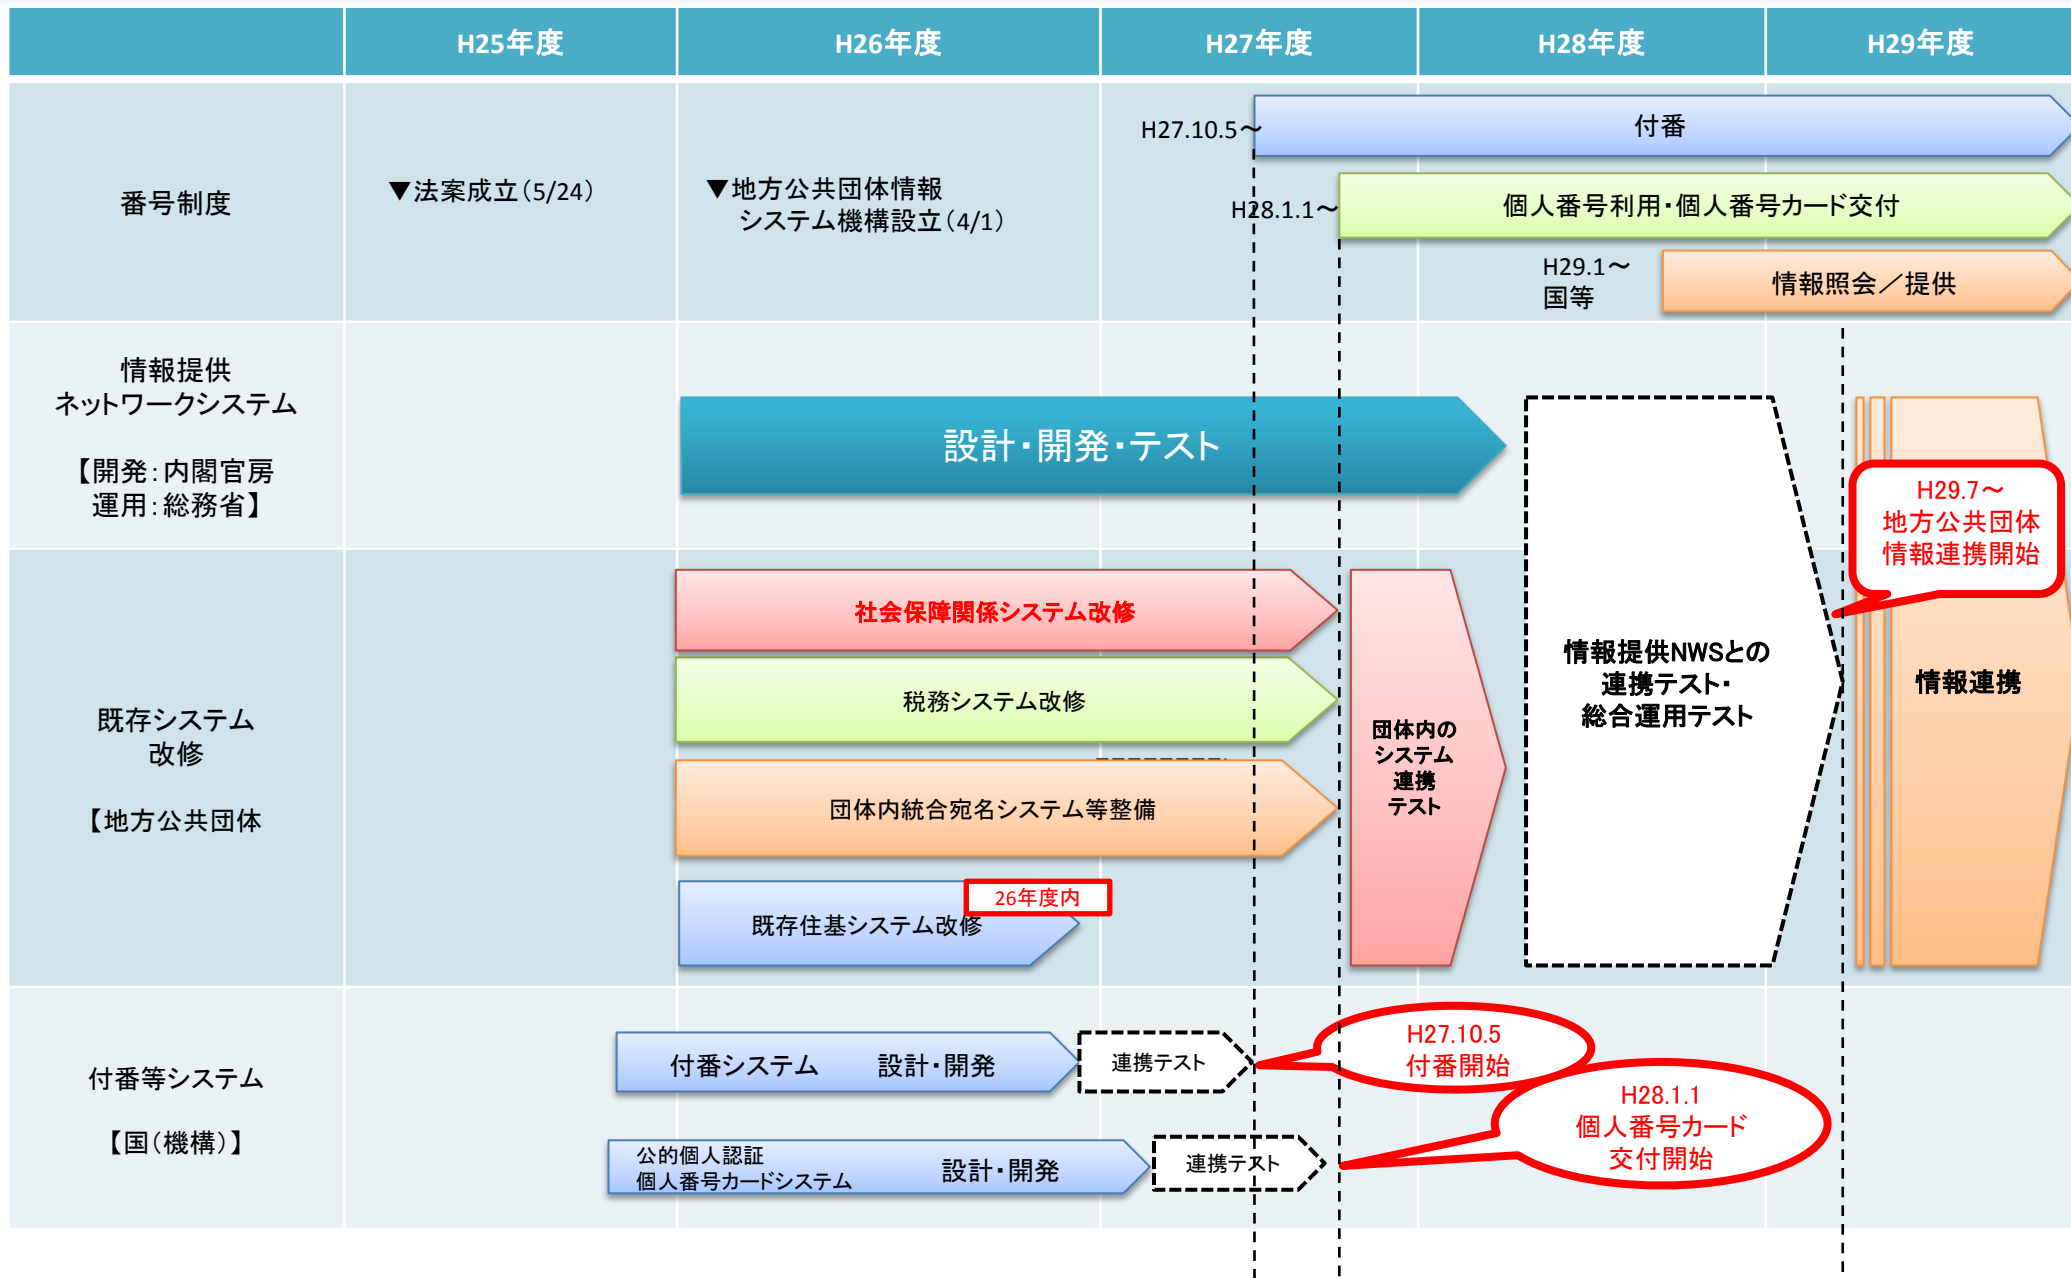 H25年度
H26年度
H27年度
H28年度
H29年度
番号制度
▼法案成立（5/24）
▼地方公共団体情報
システム機構設立（4/1）
H27.10.5～
付番
H28.1.1～
個人番号利用・個人番号カード交付
H29.1～
国等
情報照会／提供
情報提供
ネットワークシステム
【開発：内閣官房
運用：総務省】
設計・開発・テスト
H29.7～
地方公共団体
情報連携開始
既存システム
改修
【地方公共団体
社会保障関係システム改修
税務システム改修
団体内統合宛名システム等整備
26年度内
既存住基システム改修
団体内の
システム
連携
テスト
情報提供NWSとの
連携テスト・
総合運用テスト
情報連携
付番等システム
【国（機構）】
付番システム　設計・開発
連携テスト
H27.10.5
付番開始
公的個人認証
個人番号カードシステム
設計・開発
連携テスト
H28.1.1
個人番号カード
交付開始